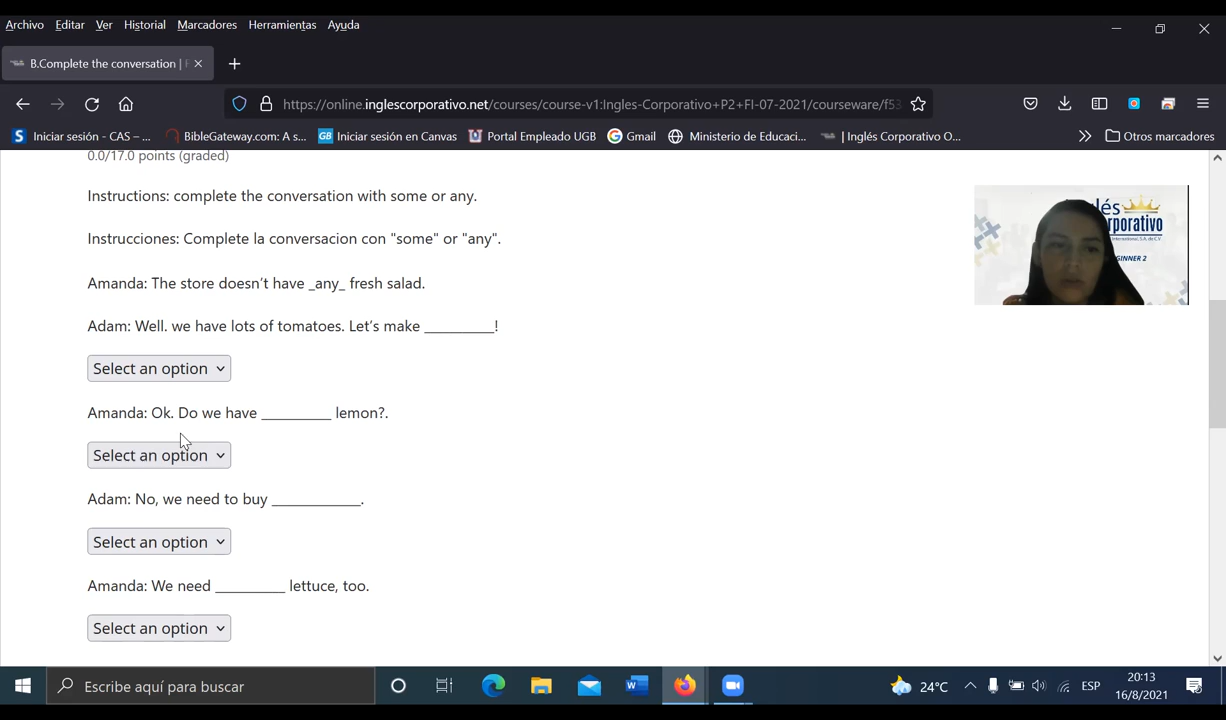 Archivo Editar Ver Historial Marcadores Herramientas Ayuda
B.Complete the conversation |
https://online.inglescorporativo.net/courses/course-v1:Ingles-Corporativo+P2+FI-07-2021/courseware/f53
Iniciar sesión - CAS – ... BibleGateway.com: A s... Iniciar sesión en Canvas Portal Empleado UGB Gmail Ministerio de Educaci... | Inglés Corporativo O... Otros marcadores
0.0/17.0 points (graded)
Instructions: complete the conversation with some or any.
Instrucciones: Complete la conversacion con "some" or "any".
Amanda: The store doesn't have _any_ fresh salad.
Adam: Well. we have lots of tomatoes. Let's make __________!
Select an option
Amanda: Ok. Do we have __________ lemon?.
Select an option
Adam: No, we need to buy _____________.
Select an option
Amanda: We need __________ lettuce, too.
Select an option
Escribe aquí para buscar
24°C
ESP
20:13
16/8/2021